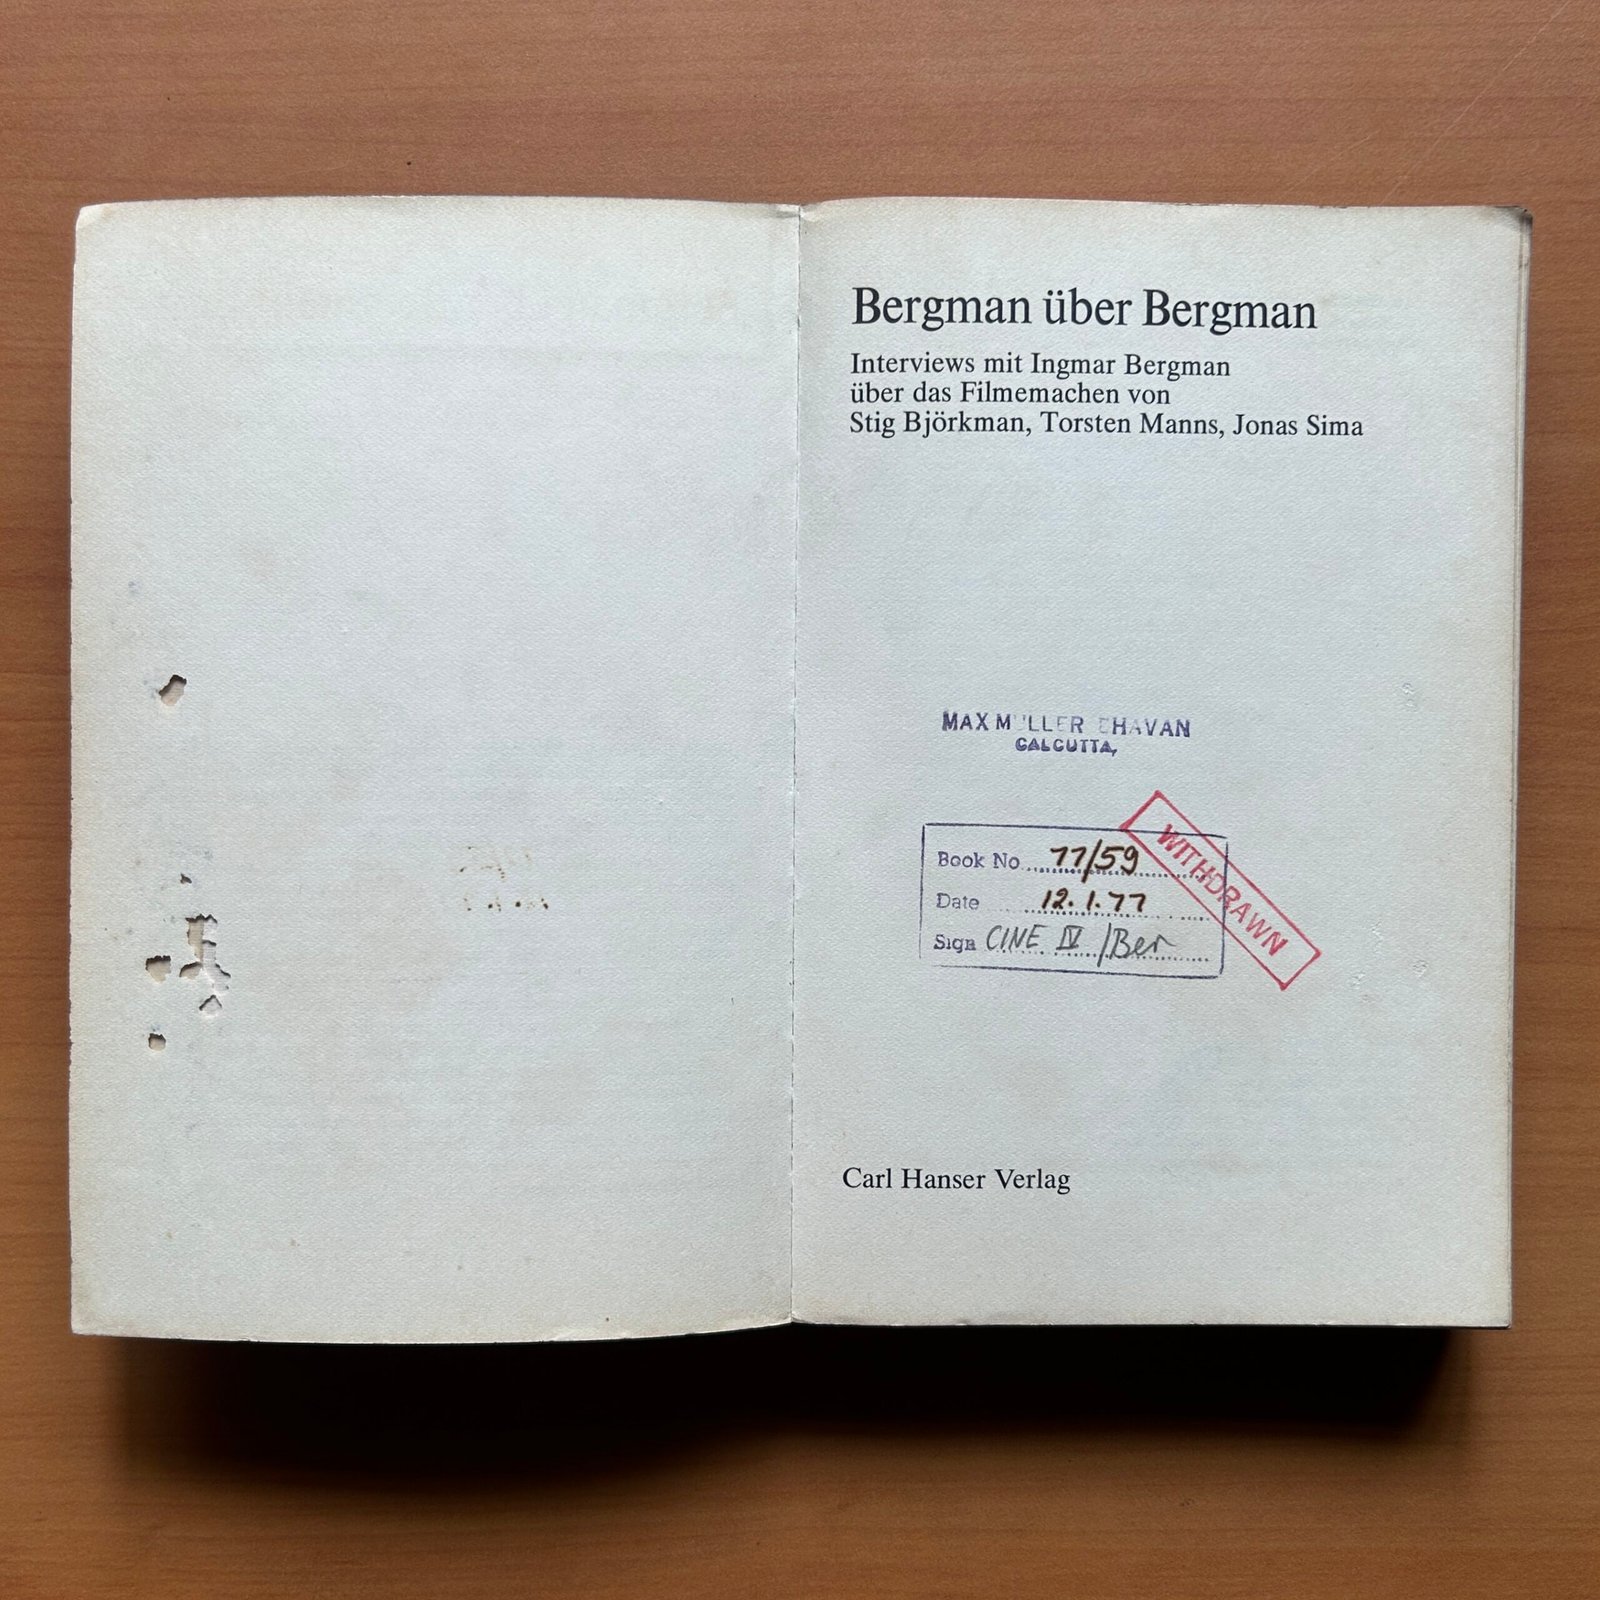 Bergman über Bergman
Interviews mit Ingmar Bergman
über das Filmemachen von
Stig Björkman, Torsten Manns, Jonas Sima
MAX MÜLLER BHAVAN
CALCUTTA,
Book No 77/59
Date 12.1.77
Sign CINE IV /Ber
WITHDRAWN
Carl Hanser Verlag